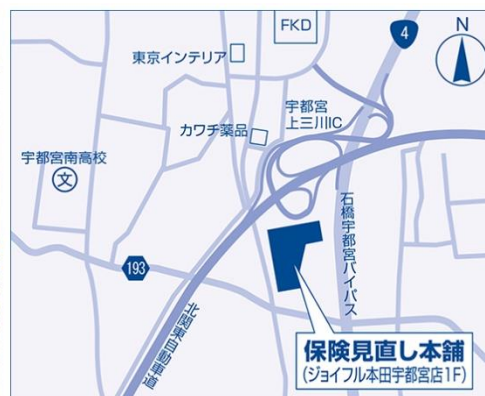 FKD
4
N
東京インテリア
宇都宮
上三川IC
カワチ薬品
宇都宮南高校
文
石橋宇都宮バイパス
193
北関東自動車道
保険見直し本舗
(ジョイフル本田宇都宮店1F)